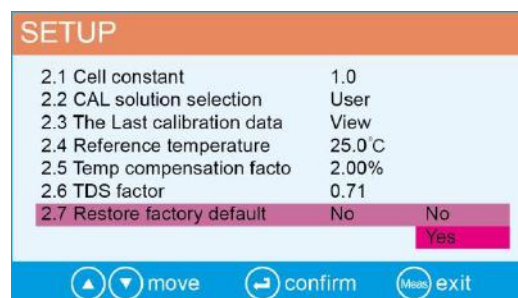 SETUP
2.1 Cell constant 1.0
2.2 CAL solution selection User
2.3 The Last calibration data View
2.4 Reference temperature 25.0°C
2.5 Temp compensation facto 2.00%
2.6 TDS factor 0.71
2.7 Restore factory default No No
Yes
move confirm Meas exit